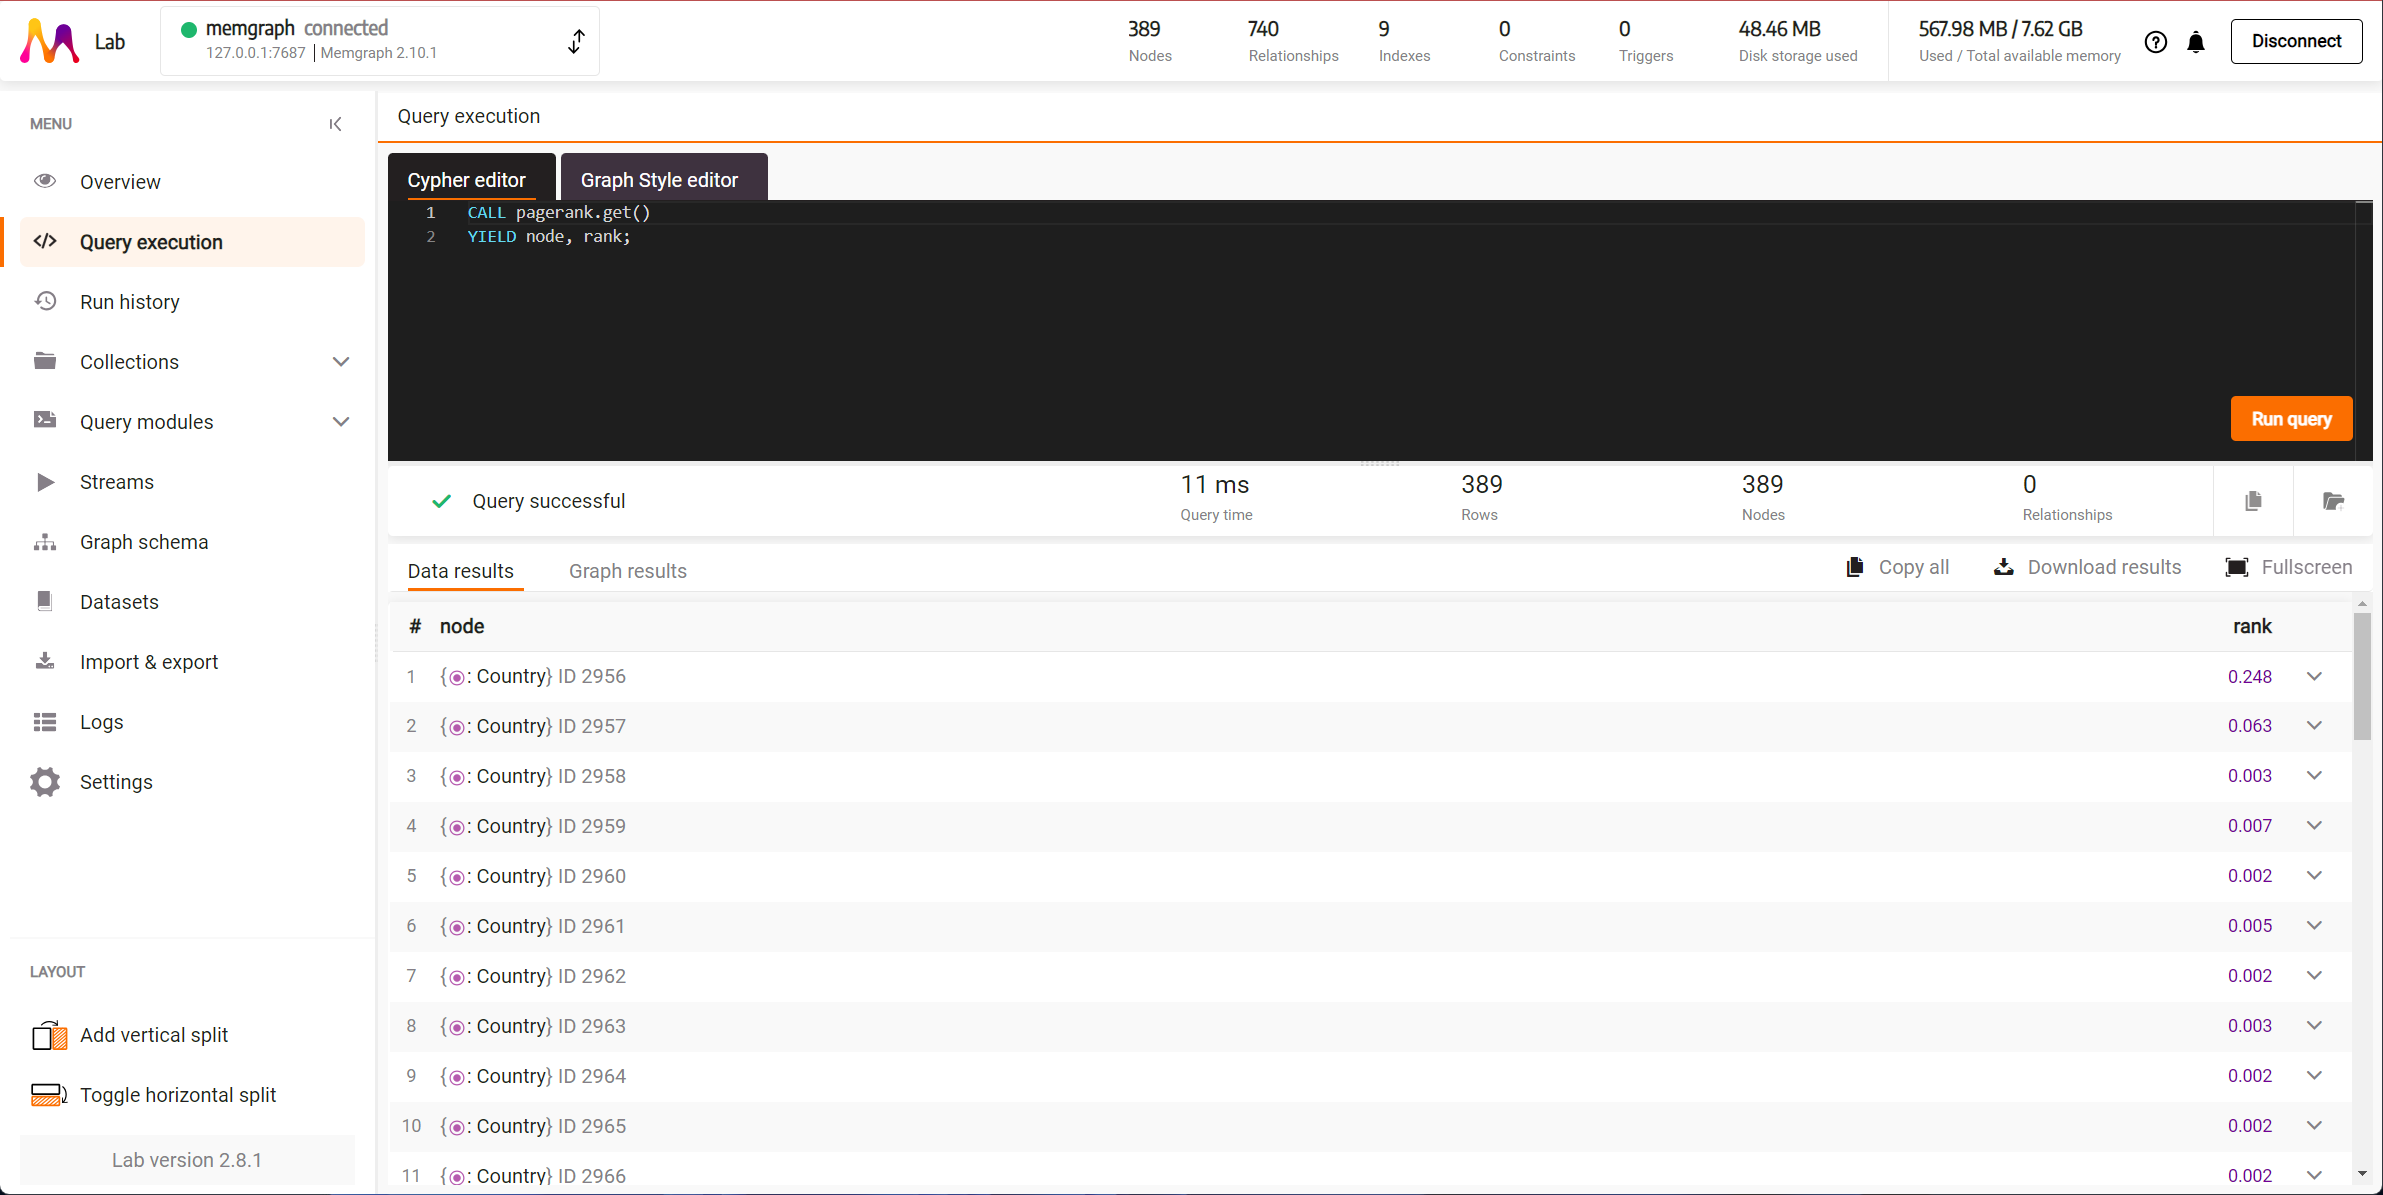 Lab
memgraph connected
127.0.0.1:7687 | Memgraph 2.10.1
389
Nodes
740
Relationships
9
Indexes
0
Constraints
0
Triggers
48.46 MB
Disk storage used
567.98 MB / 7.62 GB
Used / Total available memory
Disconnect
MENU
Overview
Query execution
Run history
Collections
Query modules
Streams
Graph schema
Datasets
Import & export
Logs
Settings
LAYOUT
Add vertical split
Toggle horizontal split
Lab version 2.8.1
Query execution
Cypher editor
Graph Style editor
1 CALL pagerank.get()
2 YIELD node, rank;
Run query
Query successful
11 ms
Query time
389
Rows
389
Nodes
0
Relationships
Data results
Graph results
Copy all
Download results
Fullscreen
# node rank
1 {: Country} ID 2956 0.248
2 {: Country} ID 2957 0.063
3 {: Country} ID 2958 0.003
4 {: Country} ID 2959 0.007
5 {: Country} ID 2960 0.002
6 {: Country} ID 2961 0.005
7 {: Country} ID 2962 0.002
8 {: Country} ID 2963 0.003
9 {: Country} ID 2964 0.002
10 {: Country} ID 2965 0.002
11 {: Country} ID 2966 0.002